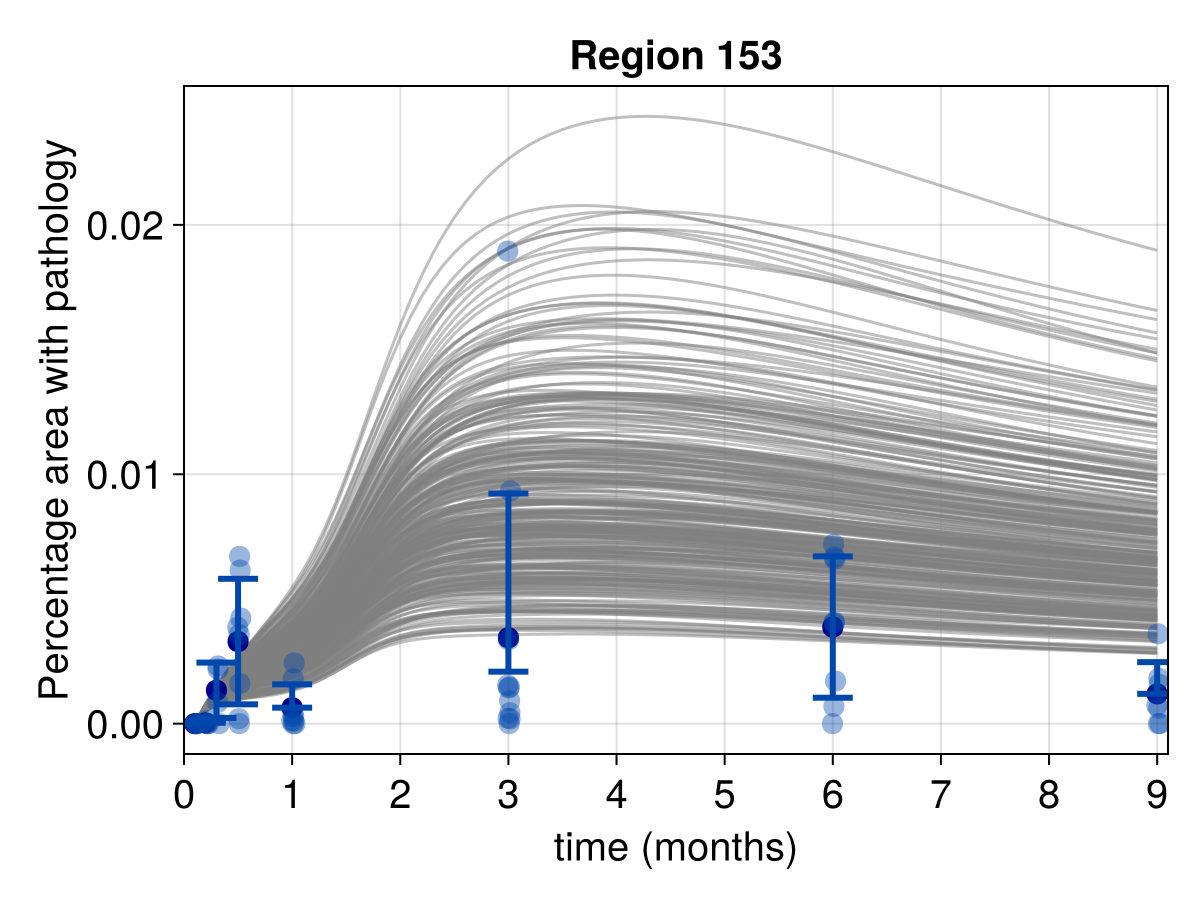 Region 153
Percentage area with pathology
0.02
0.01
0.00
0 1 2 3 4 5 6 7 8 9
time (months)